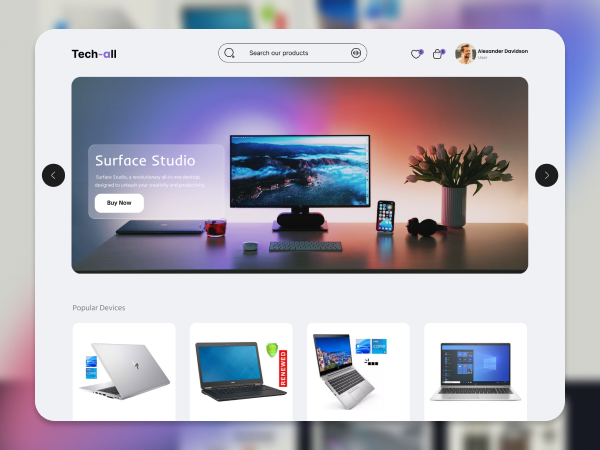 Tech-all
Search our products
Alexander Davidson
User
Surface Studio
Surface Studio, a revolutionary all-in-one desktop,
designed to unleash your creativity and productivity.
Buy Now
Popular Devices
RENEWED